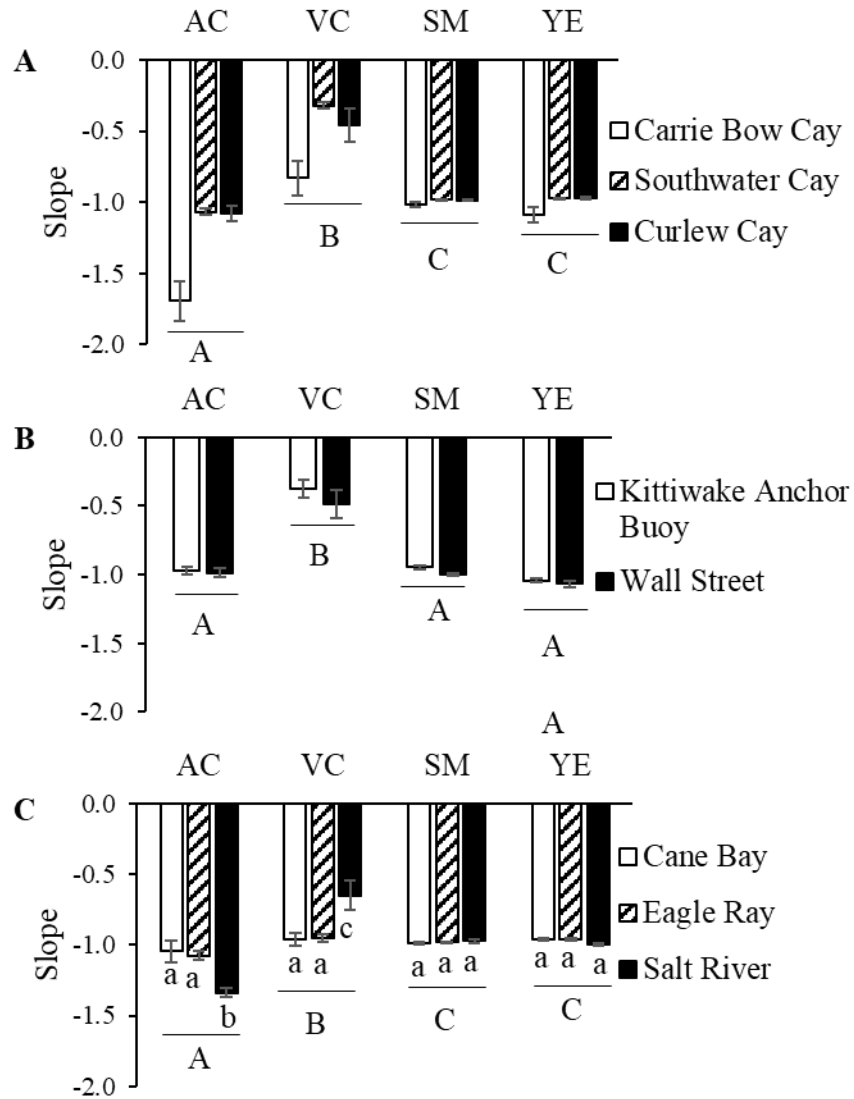 AC VC SM YE
A
0.0
-0.5
-1.0
-1.5
-2.0
Slope
Carrie Bow Cay
Southwater Cay
Curlew Cay
A
B
C
C
AC VC SM YE
B
0.0
-0.5
-1.0
-1.5
-2.0
Slope
Kittiwake Anchor
Buoy
Wall Street
A
B
A
A
A
AC VC SM YE
C
0.0
-0.5
-1.0
-1.5
-2.0
Slope
Cane Bay
Eagle Ray
Salt River
a a b
a a c
a a a
a a a
A
B
C
C